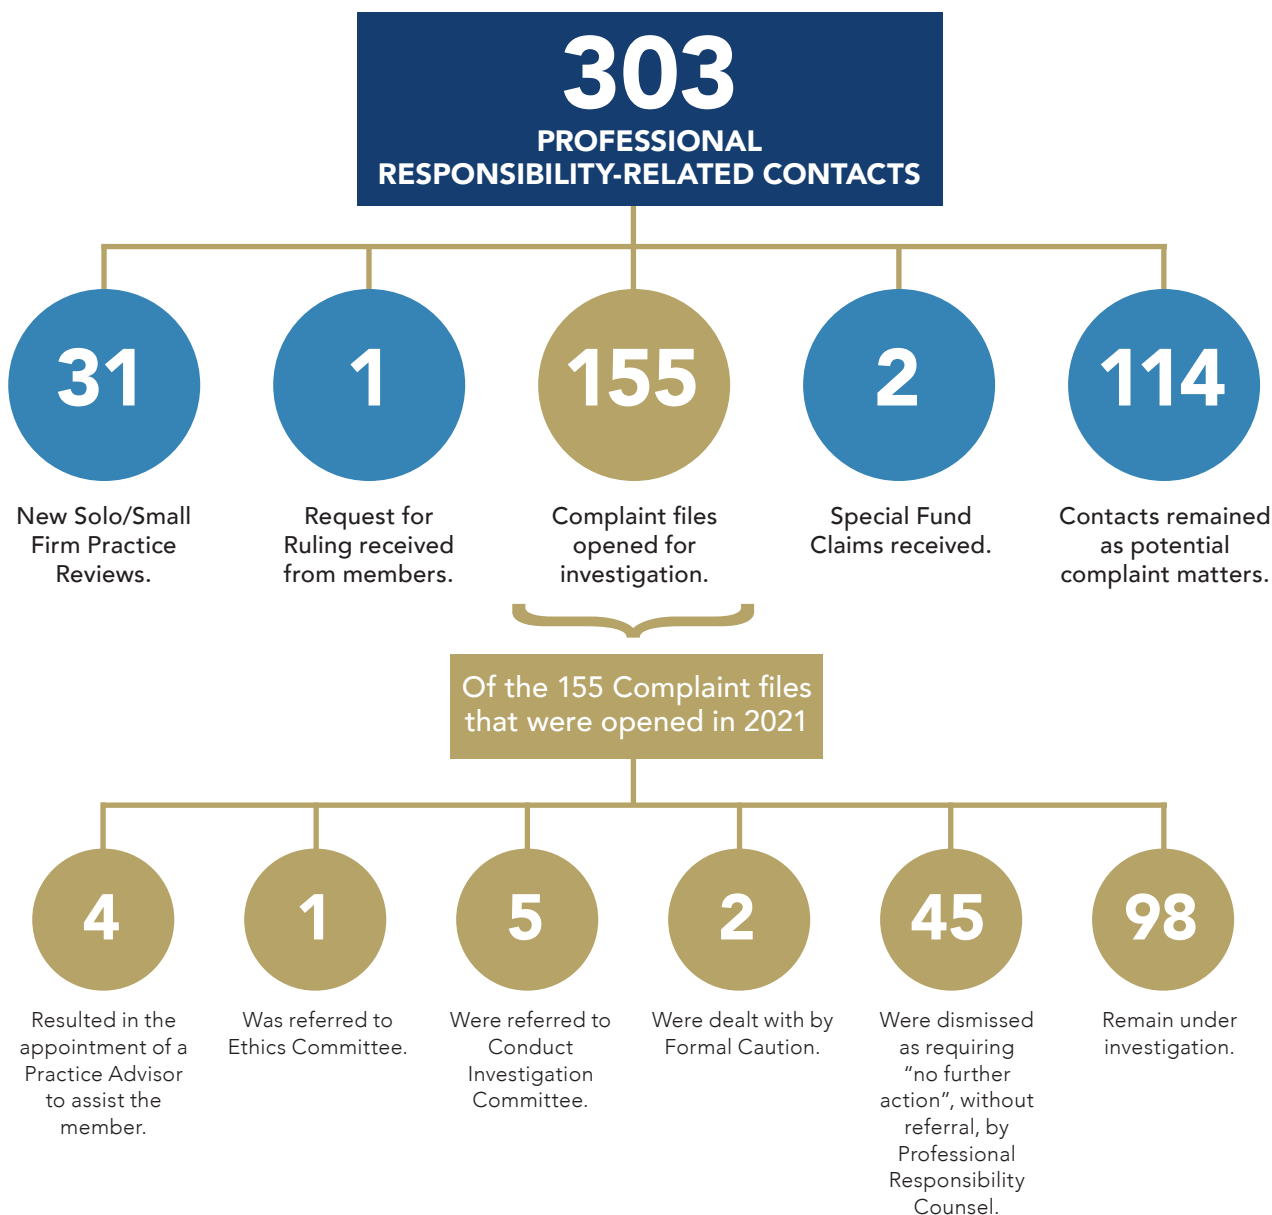 303
PROFESSIONAL
RESPONSIBILITY-RELATED CONTACTS
31
New Solo/Small
Firm Practice
Reviews.
1
Request for
Ruling received
from members.
155
Complaint files
opened for
investigation.
2
Special Fund
Claims received.
114
Contacts remained
as potential
complaint matters.
Of the 155 Complaint files
that were opened in 2021
4
Resulted in the
appointment of a
Practice Advisor
to assist the
member.
1
Was referred to
Ethics Committee.
5
Were referred to
Conduct
Investigation
Committee.
2
Were dealt with by
Formal Caution.
45
Were dismissed
as requiring
“no further
action”, without
referral, by
Professional
Responsibility
Counsel.
98
Remain under
investigation.